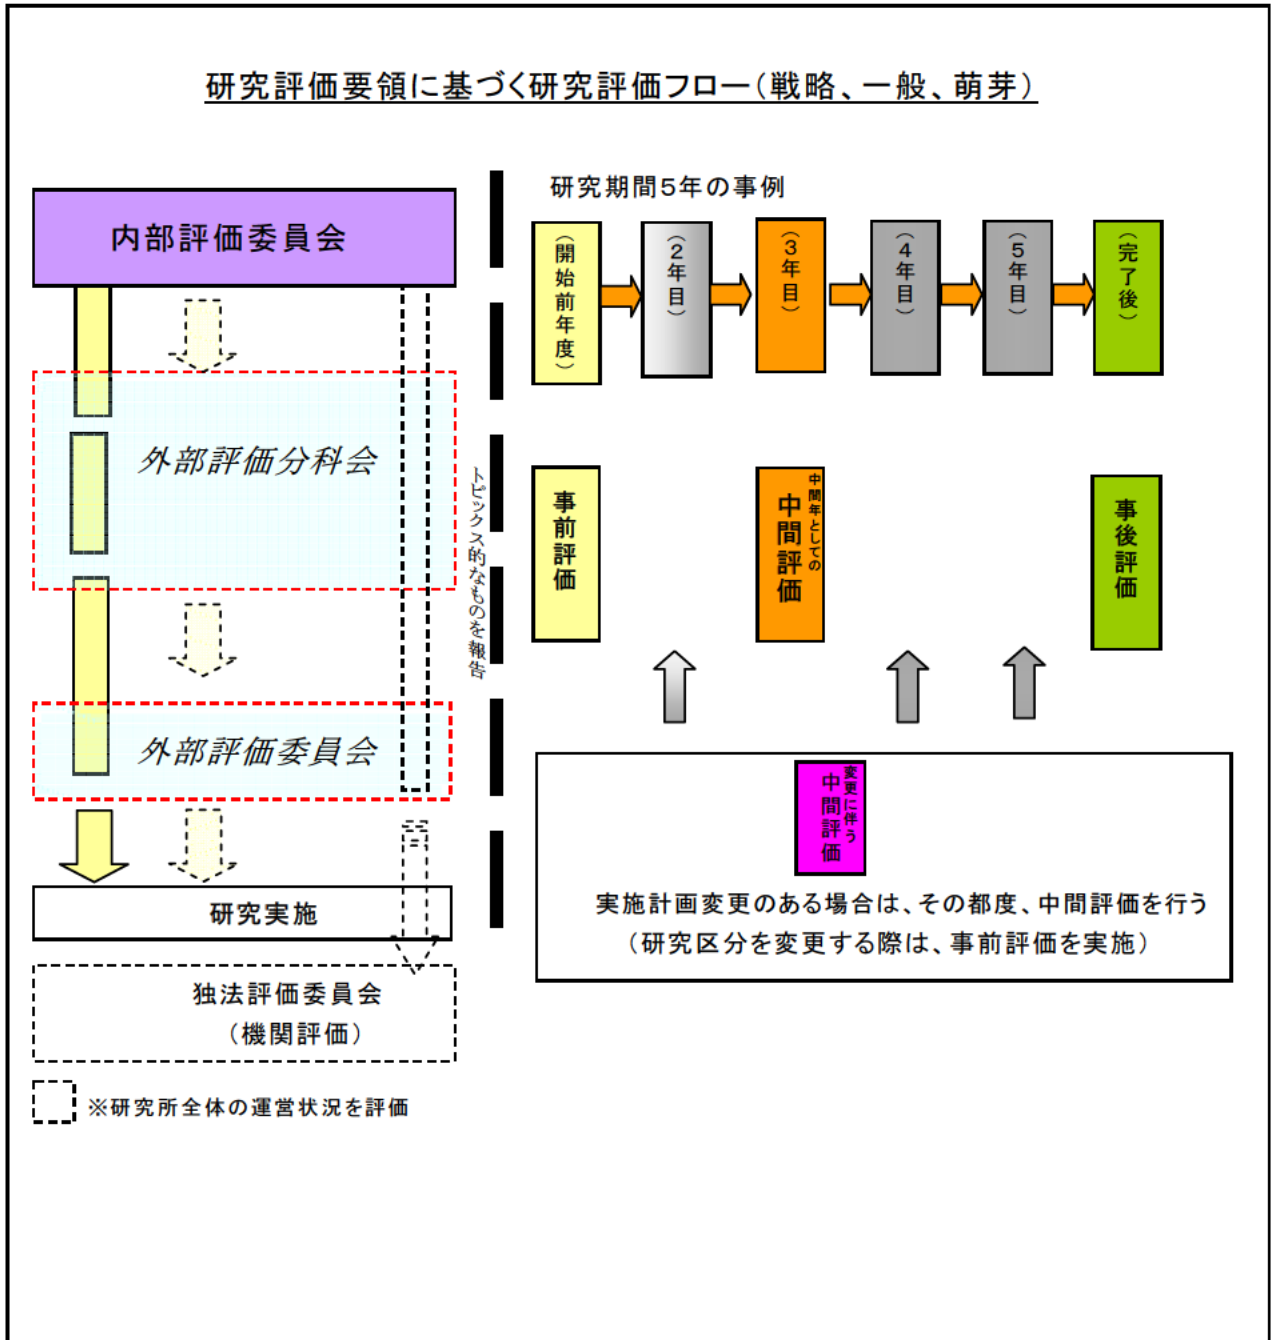 研究評価要領に基づく研究評価フロー(戦略、一般、萌芽)
内部評価委員会
外部評価分科会
外部評価委員会
研究実施
独法評価委員会
(機関評価)
※研究所全体の運営状況を評価
トピックス的なものを報告
研究期間5年の事例
(開始前年度)
(2年目)
(3年目)
(4年目)
(5年目)
(完了後)
事前評価
中間年としての
中間評価
事後評価
変更に伴う
中間評価
実施計画変更のある場合は、その都度、中間評価を行う
(研究区分を変更する際は、事前評価を実施)